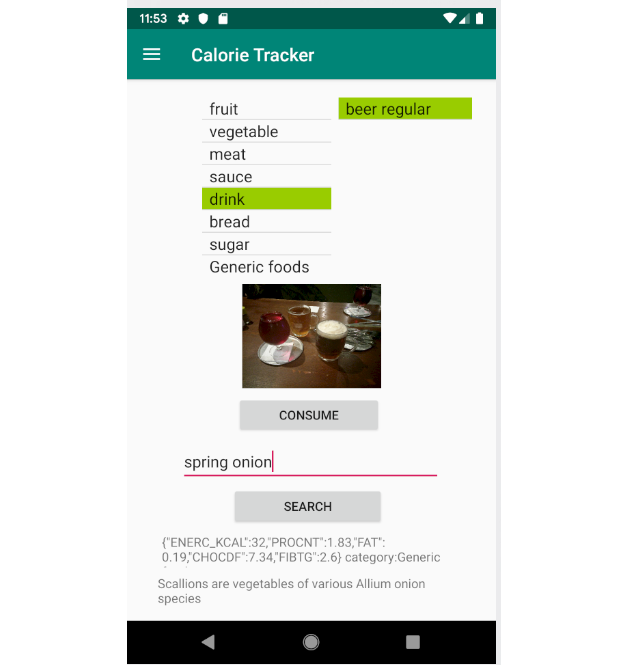 11:53
Calorie Tracker
fruit
beer regular
vegetable
meat
sauce
drink
bread
sugar
Generic foods
CONSUME
spring onion
SEARCH
{"ENERC_KCAL":32,"PROCNT":1.83,"FAT":
0.19,"CHOCDF":7.34,"FIBTG":2.6} category:Generic
Scallions are vegetables of various Allium onion
species